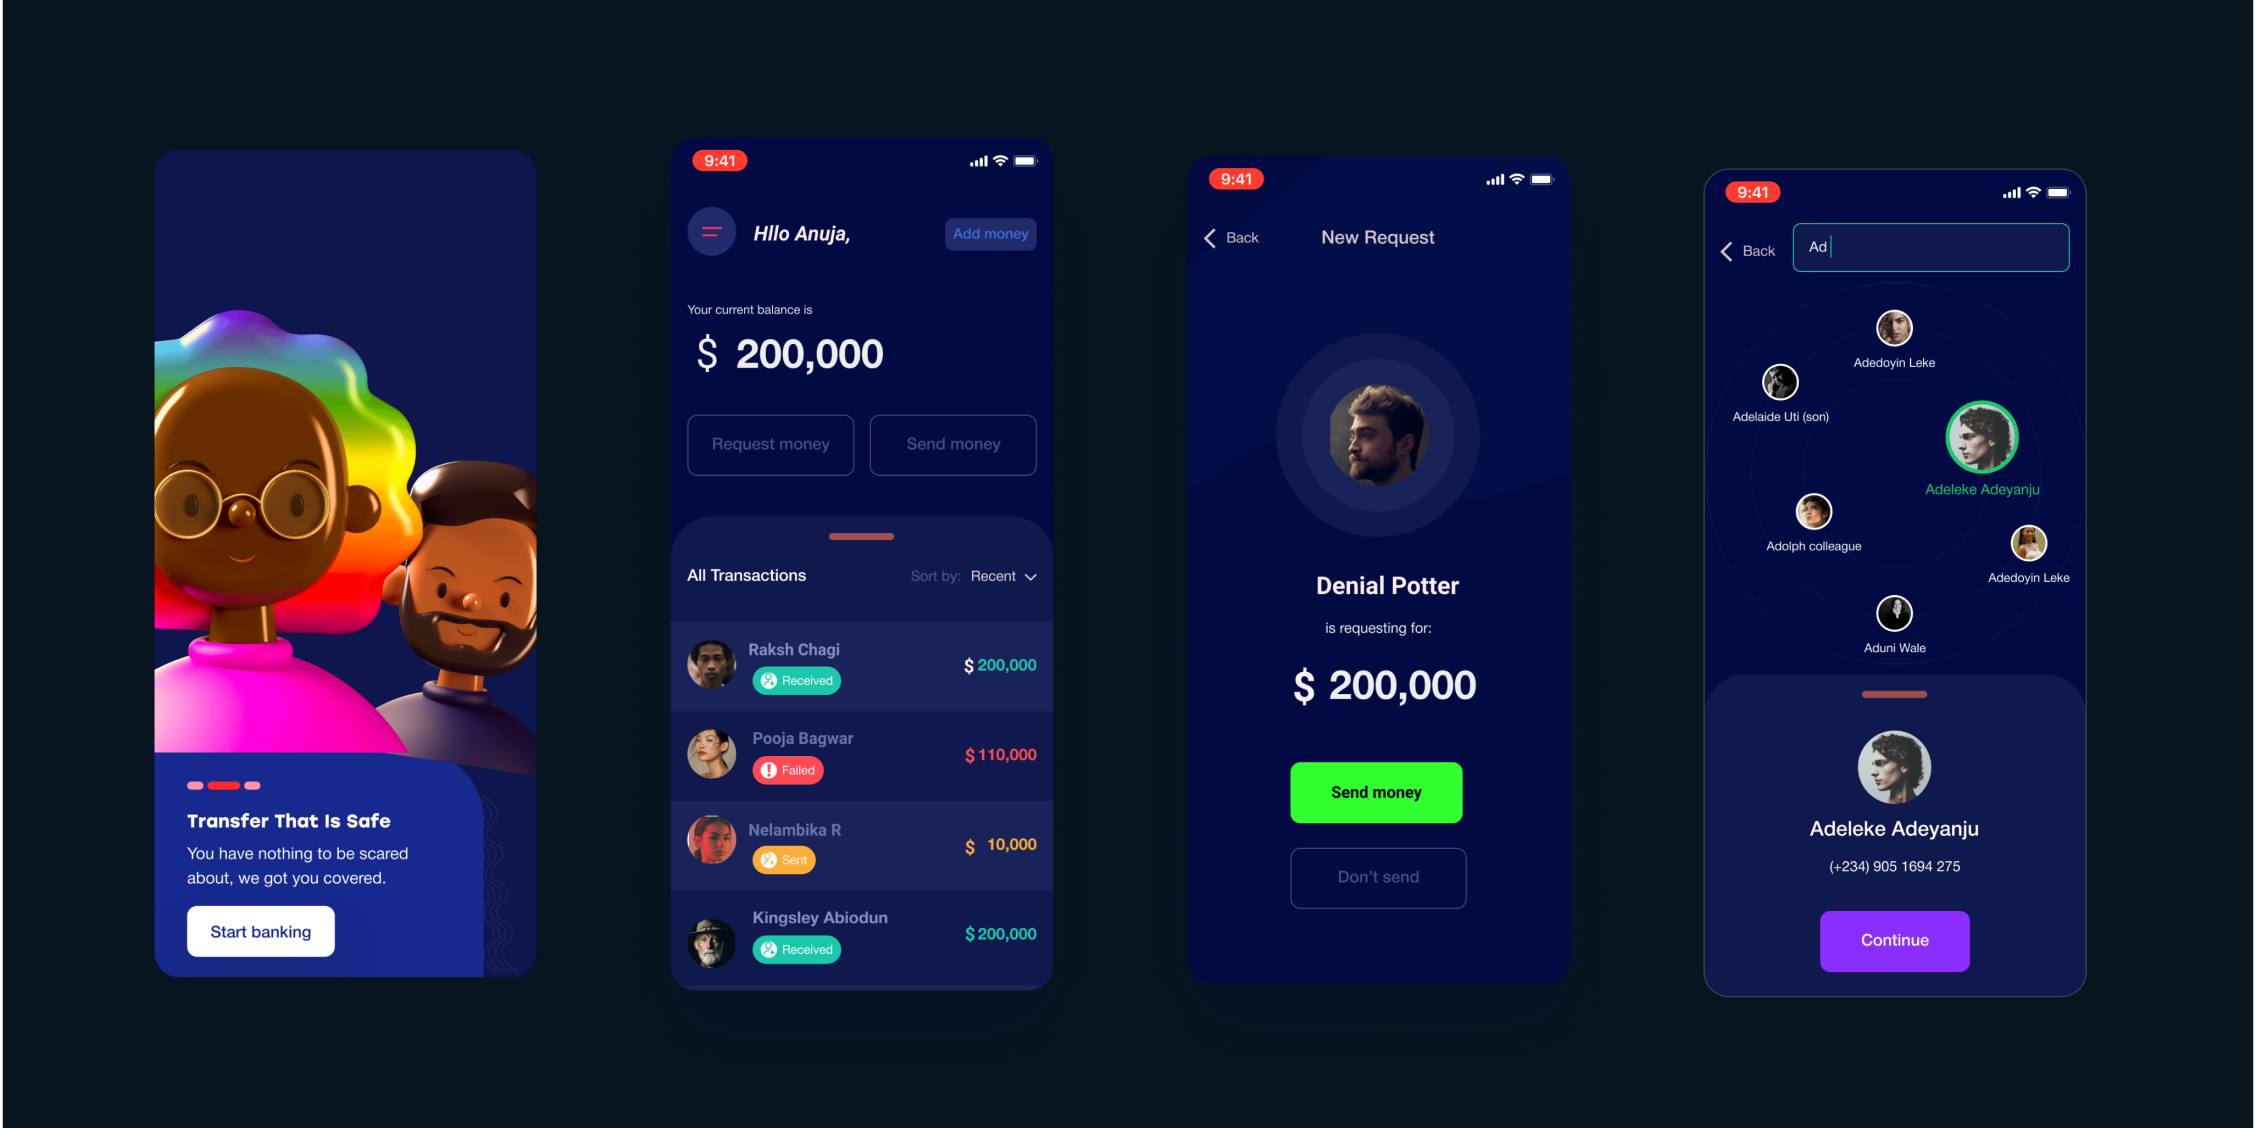 Transfer That Is Safe
You have nothing to be scared
about, we got you covered.
Start banking
9:41
Hllo Anuja,
Add money
Your current balance is
$ 200,000
Request money
Send money
All Transactions
Sort by: Recent
Raksh Chagi
Received
$ 200,000
Pooja Bagwar
Failed
$ 110,000
Nelambika R
Sent
$ 10,000
Kingsley Abiodun
Received
$ 200,000
9:41
Back
New Request
Denial Potter
is requesting for:
$ 200,000
Send money
Don't send
9:41
Back
Ad
Adedoyin Leke
Adelaide Uti (son)
Adeleke Adeyanju
Adolph colleague
Adedoyin Leke
Aduni Wale
Adeleke Adeyanju
(+234) 905 1694 275
Continue